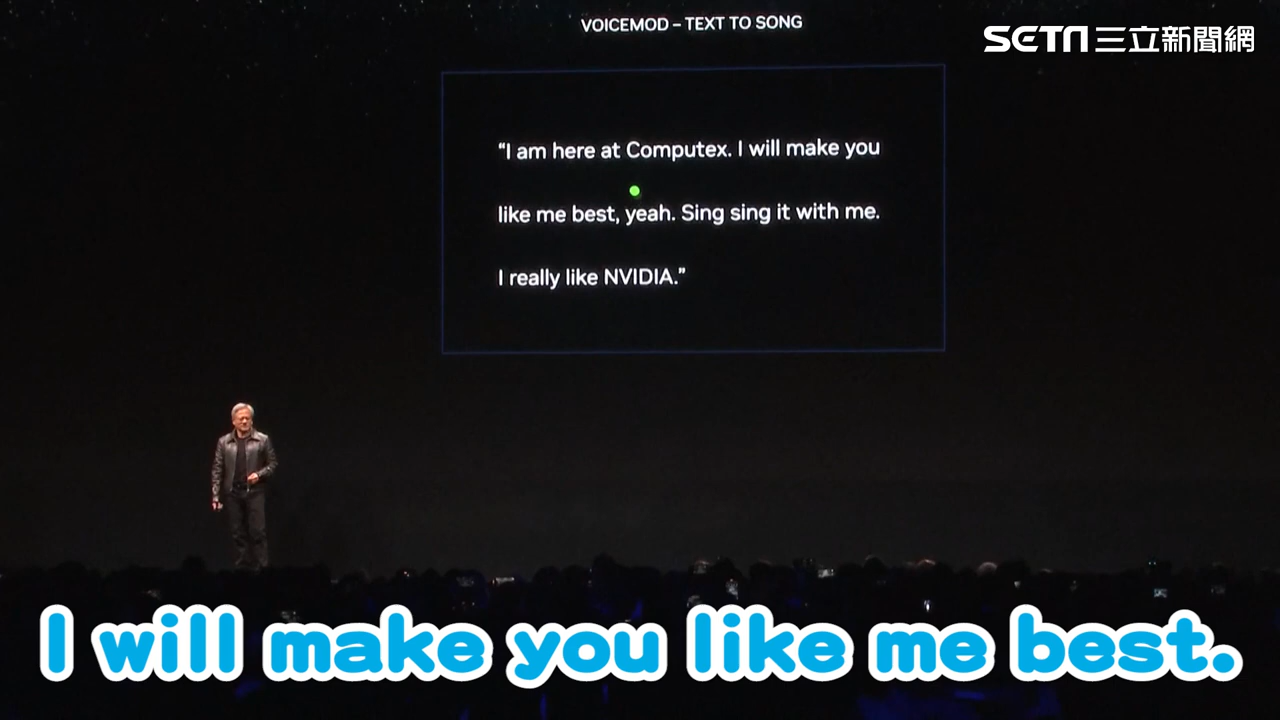 VOICEMOD – TEXT TO SONG
SETN三立新聞網
“I am here at Computex. I will make you
like me best, yeah. Sing sing it with me.
I really like NVIDIA.”
I will make you like me best.